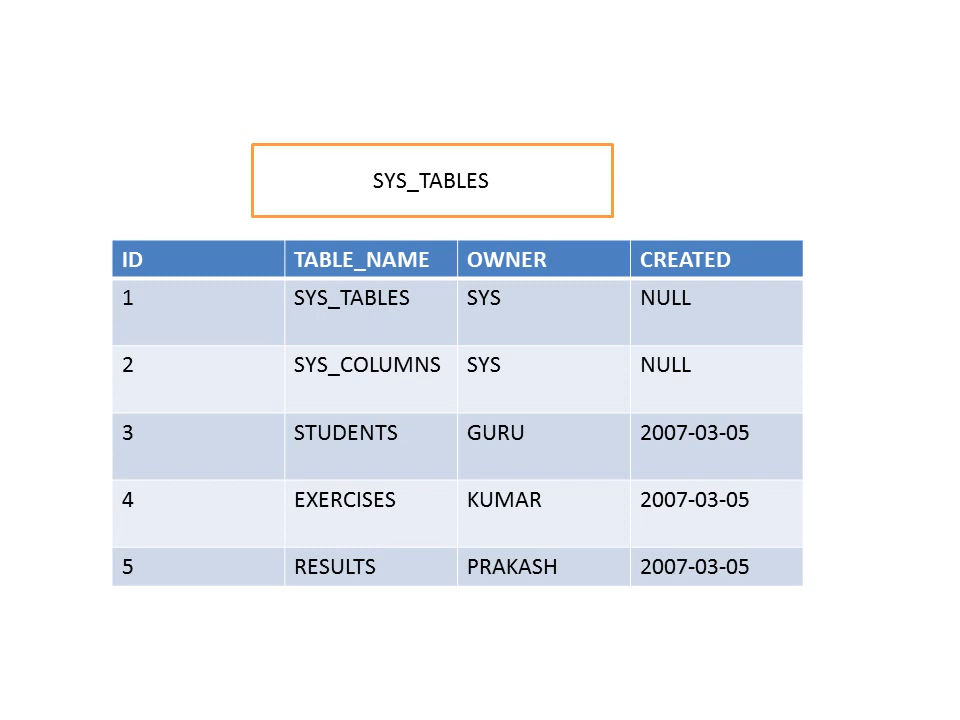 SYS_TABLES
ID TABLE_NAME OWNER CREATED
1 SYS_TABLES SYS NULL
2 SYS_COLUMNS SYS NULL
3 STUDENTS GURU 2007-03-05
4 EXERCISES KUMAR 2007-03-05
5 RESULTS PRAKASH 2007-03-05